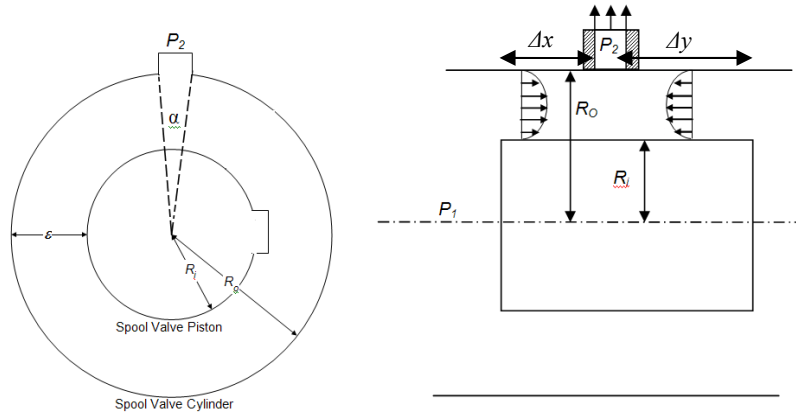 P2
α
ε
Ri
Ro
Spool Valve Piston
Spool Valve Cylinder
Δx
P2
Δy
RO
Ri
P1